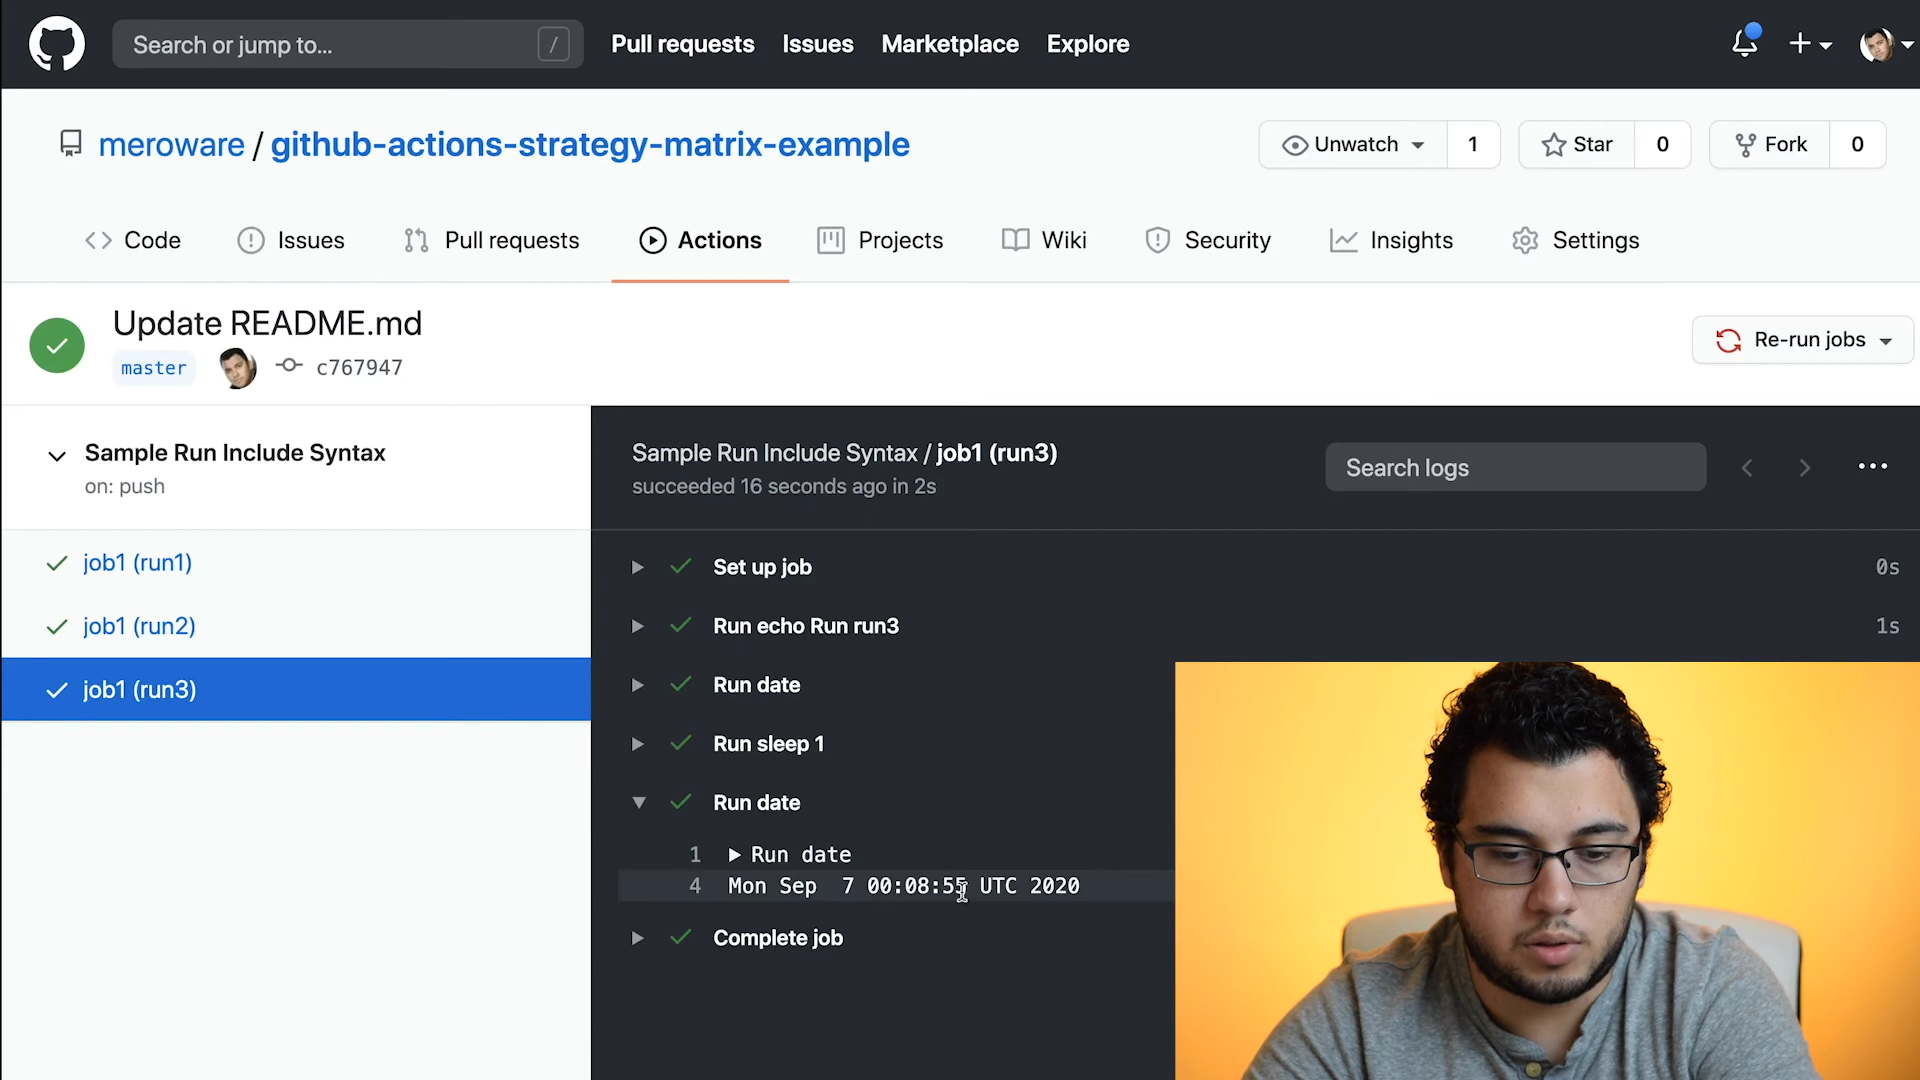 Search or jump to... /
Pull requests
Issues
Marketplace
Explore
meroware / github-actions-strategy-matrix-example
Unwatch 1
Star 0
Fork 0
Code
Issues
Pull requests
Actions
Projects
Wiki
Security
Insights
Settings
Update README.md
master c767947
Re-run jobs
Sample Run Include Syntax
on: push
job1 (run1)
job1 (run2)
job1 (run3)
Sample Run Include Syntax / job1 (run3)
succeeded 16 seconds ago in 2s
Search logs
Set up job 0s
Run echo Run run3 1s
Run date
Run sleep 1
Run date
1 Run date
4 Mon Sep 7 00:08:55 UTC 2020
Complete job